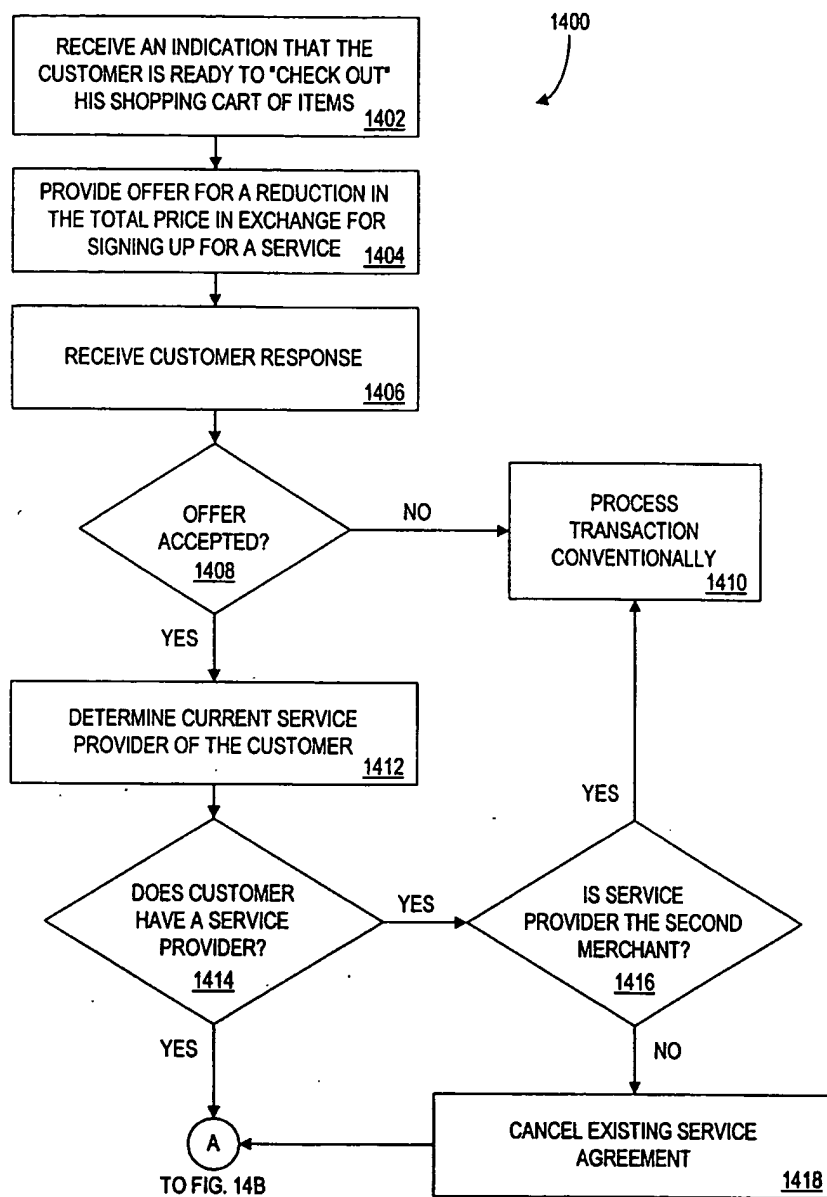 1400
RECEIVE AN INDICATION THAT THE
CUSTOMER IS READY TO "CHECK OUT"
HIS SHOPPING CART OF ITEMS
1402
PROVIDE OFFER FOR A REDUCTION IN
THE TOTAL PRICE IN EXCHANGE FOR
SIGNING UP FOR A SERVICE
1404
RECEIVE CUSTOMER RESPONSE
1406
OFFER
ACCEPTED?
1408
NO
PROCESS
TRANSACTION
CONVENTIONALLY
1410
YES
DETERMINE CURRENT SERVICE
PROVIDER OF THE CUSTOMER
1412
YES
DOES CUSTOMER
HAVE A SERVICE
PROVIDER?
1414
YES
IS SERVICE
PROVIDER THE SECOND
MERCHANT?
1416
YES
NO
A
TO FIG. 14B
CANCEL EXISTING SERVICE
AGREEMENT
1418